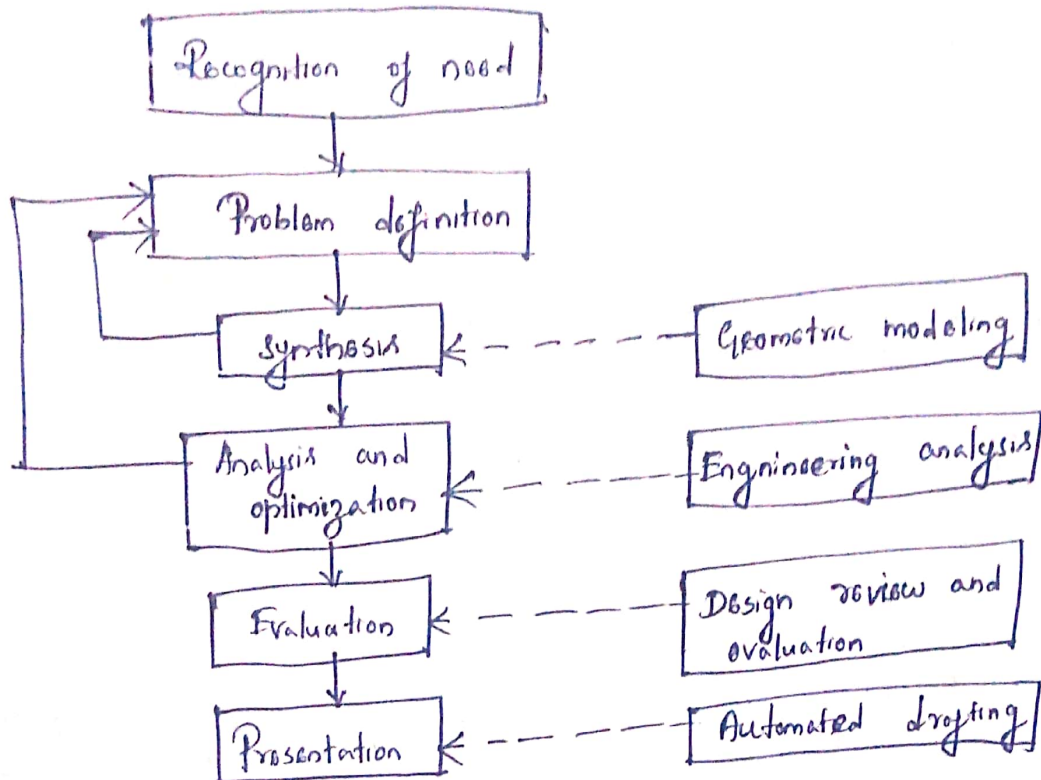 Recognition of need
Problem definition
synthesis
Geometric modeling
Analysis and
optimization
Engnineering analysis
Evaluation
Design review and
evaluation
Presentation
Automated drafting